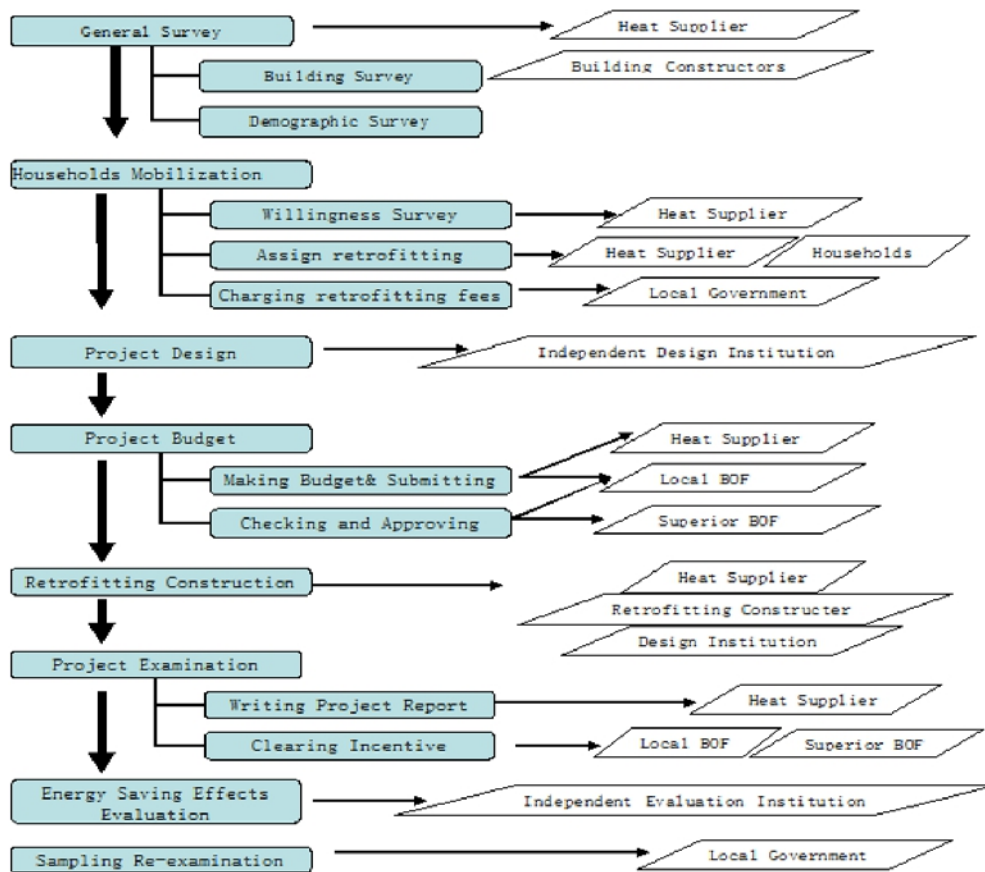 General Survey
Heat Supplier
Building Survey
Building Constructors
Demographic Survey
Households Mobilization
Willingness Survey
Heat Supplier
Assign retrofitting
Heat Supplier
Households
Charging retrofitting fees
Local Government
Project Design
Independent Design Institution
Project Budget
Heat Supplier
Making Budget& Submitting
Local BOF
Checking and Approving
Superior BOF
Retrofitting Construction
Heat Supplier
Retrofitting Constructer
Design Institution
Project Examination
Writing Project Report
Heat Supplier
Clearing Incentive
Local BOF
Superior BOF
Energy Saving Effects
Evaluation
Independent Evaluation Institution
Sampling Re-examination
Local Government